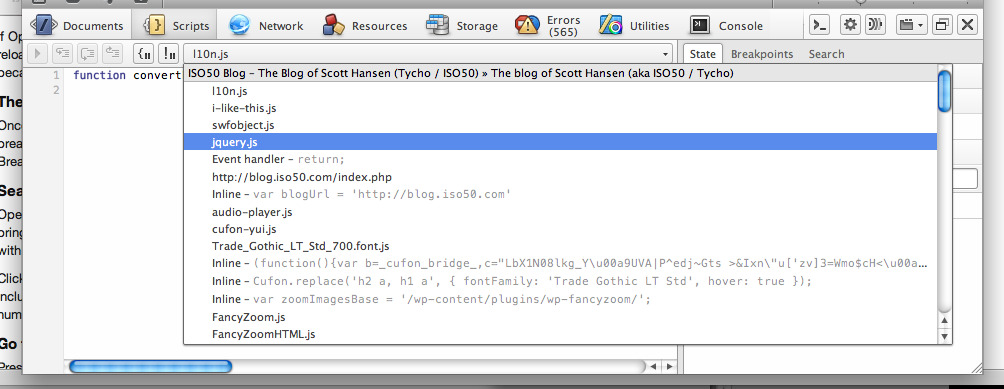 f Op
reloa
beca
The
Once
brea
Brea
Sea
Ope
bring
with
Click
nclu
num
Go
Pres
Documents
Scripts
Network
Resources
Storage
Errors (565)
Utilities
Console
l10n.js
State
Breakpoints
Search
1 function convert
2
ISO50 Blog – The Blog of Scott Hansen (Tycho / ISO50) » The blog of Scott Hansen (aka ISO50 / Tycho)
l10n.js
i-like-this.js
swfobject.js
jquery.js
Event handler – return;
http://blog.iso50.com/index.php
Inline – var blogUrl = 'http://blog.iso50.com'
audio-player.js
cufon-yui.js
Trade_Gothic_LT_Std_700.font.js
Inline – (function(){var b=_cufon_bridge_,c="LbX1N08lkg_Y\u00a9UVA|P^edj~Gts >&Ixn\"u['zv]3=Wmo$cH<\u00a...
Inline – Cufon.replace('h2 a, h1 a', { fontFamily: 'Trade Gothic LT Std', hover: true });
Inline – var zoomImagesBase = '/wp-content/plugins/wp-fancyzoom/';
FancyZoom.js
FancyZoomHTML.js